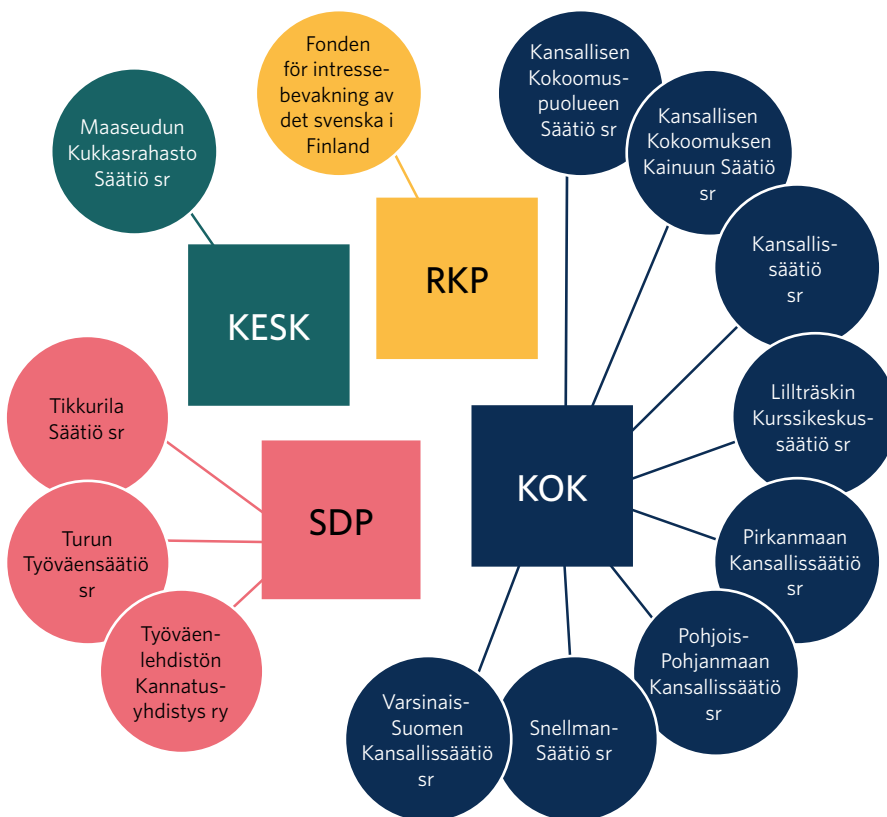 Fonden
för intresse-
bevakning av
det svenska i
Finland
Kansallisen
Kokoomus-
puolueen
Säätiö sr
Kansallisen
Kokoomuksen
Kainuun Säätiö
sr
Maaseudun
Kukkasrahasto
Säätiö sr
RKP
Kansallis-
säätiö
sr
KESK
Tikkurila
Säätiö sr
Lillträskin
Kurssikeskus-
säätiö sr
KOK
SDP
Turun
Työväensäätiö
sr
Pirkanmaan
Kansallissäätiö
sr
Työväen-
lehdistön
Kannatus-
yhdistys ry
Pohjois-
Pohjanmaan
Kansallissäätiö
sr
Varsinais-
Suomen
Kansallissäätiö
sr
Snellman-
Säätiö sr